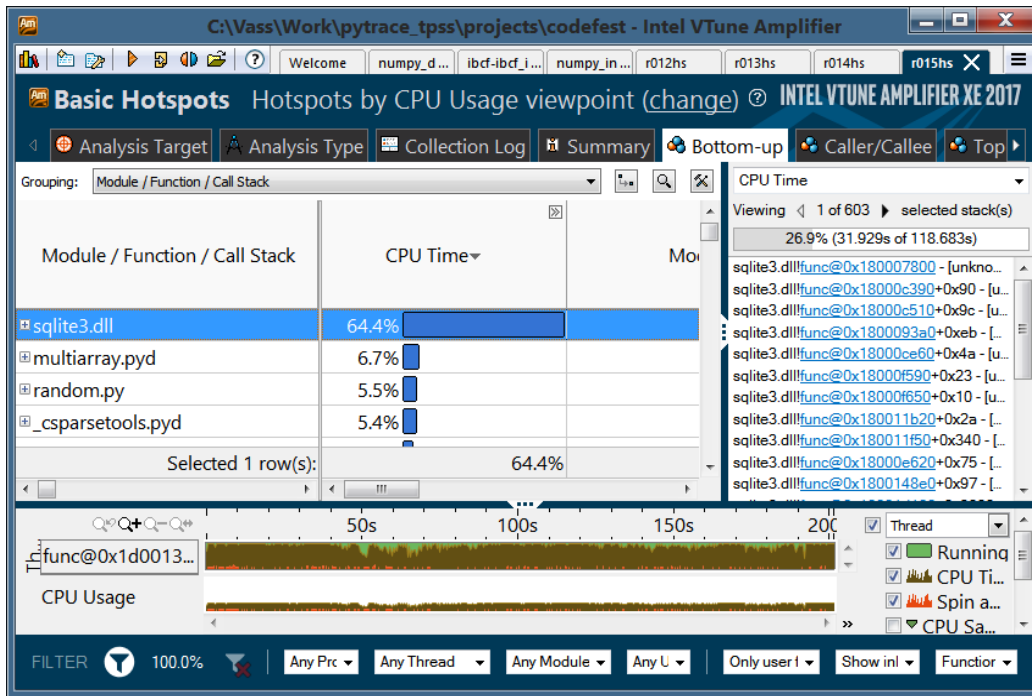 Am C:\Vass\Work\pytrace_tpss\projects\codefest - Intel VTune Amplifier
Welcome numpy_d... ibcf-ibcf_i... numpy_in... r012hs r013hs r014hs r015hs
Am Basic Hotspots Hotspots by CPU Usage viewpoint (change) INTEL VTUNE AMPLIFIER XE 2017
Analysis Target Analysis Type Collection Log Summary Bottom-up Caller/Callee Top
Grouping: Module / Function / Call Stack
CPU Time
Viewing 1 of 603 selected stack(s)
26.9% (31.929s of 118.683s)
Module / Function / Call Stack CPU Time
sqlite3.dll 64.4%
multiarray.pyd 6.7%
random.py 5.5%
_csparsetools.pyd 5.4%
Selected 1 row(s): 64.4%
sqlite3.dll!func@0x180007800 - [unkno...
sqlite3.dll!func@0x18000c390+0x90 - [u...
sqlite3.dll!func@0x18000c510+0x9c - [u...
sqlite3.dll!func@0x1800093a0+0xeb - [...
sqlite3.dll!func@0x18000ce60+0x4a - [u...
sqlite3.dll!func@0x18000f590+0x23 - [u...
sqlite3.dll!func@0x18000f650+0x10 - [u...
sqlite3.dll!func@0x180011b20+0x2a - [...
sqlite3.dll!func@0x180011f50+0x340 - [...
sqlite3.dll!func@0x18000e620+0x75 - [...
sqlite3.dll!func@0x1800148e0+0x97 - [...
50s 100s 150s 200
func@0x1d0013...
CPU Usage
Thread
Running
CPU Ti...
Spin a...
CPU Sa...
FILTER 100.0% Any Prc Any Thread Any Module Any U Only user f Show inl Functior